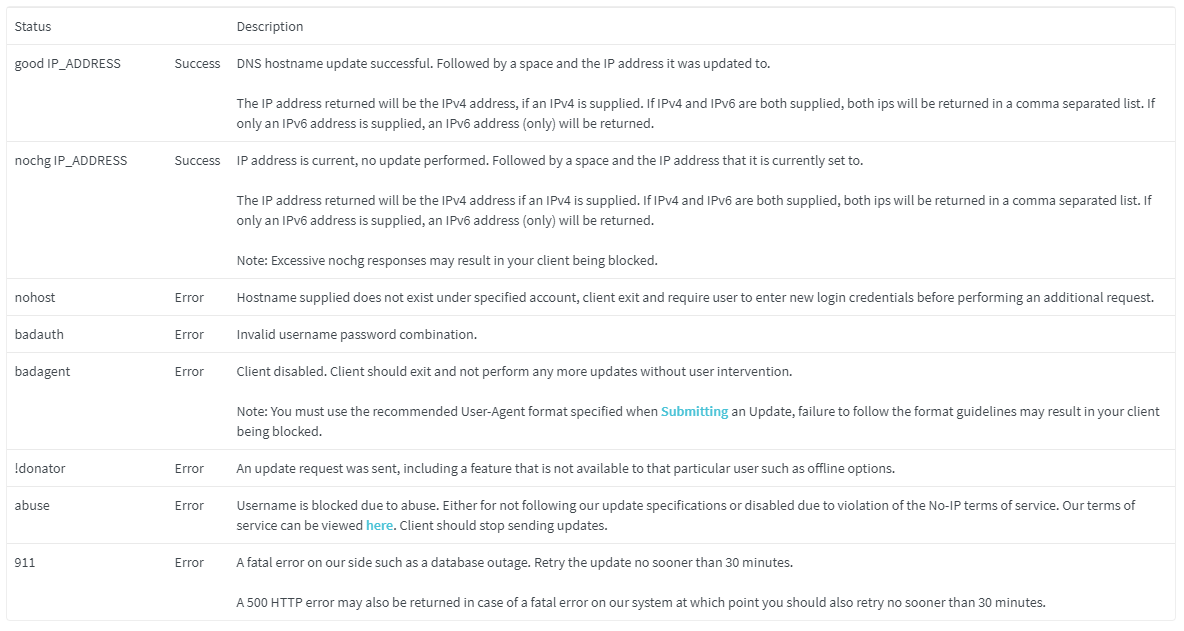 Status Description
good IP_ADDRESS Success DNS hostname update successful. Followed by a space and the IP address it was updated to.
The IP address returned will be the IPv4 address, if an IPv4 is supplied. If IPv4 and IPv6 are both supplied, both ips will be returned in a comma separated list. If
only an IPv6 address is supplied, an IPv6 address (only) will be returned.
nochg IP_ADDRESS Success IP address is current, no update performed. Followed by a space and the IP address that it is currently set to.
The IP address returned will be the IPv4 address if an IPv4 is supplied. If IPv4 and IPv6 are both supplied, both ips will be returned in a comma separated list. If
only an IPv6 address is supplied, an IPv6 address (only) will be returned.
Note: Excessive nochg responses may result in your client being blocked.
nohost Error Hostname supplied does not exist under specified account, client exit and require user to enter new login credentials before performing an additional request.
badauth Error Invalid username password combination.
badagent Error Client disabled. Client should exit and not perform any more updates without user intervention.
Note: You must use the recommended User-Agent format specified when Submitting an Update, failure to follow the format guidelines may result in your client
being blocked.
!donator Error An update request was sent, including a feature that is not available to that particular user such as offline options.
abuse Error Username is blocked due to abuse. Either for not following our update specifications or disabled due to violation of the No-IP terms of service. Our terms of
service can be viewed here. Client should stop sending updates.
911 Error A fatal error on our side such as a database outage. Retry the update no sooner than 30 minutes.
A 500 HTTP error may also be returned in case of a fatal error on our system at which point you should also retry no sooner than 30 minutes.